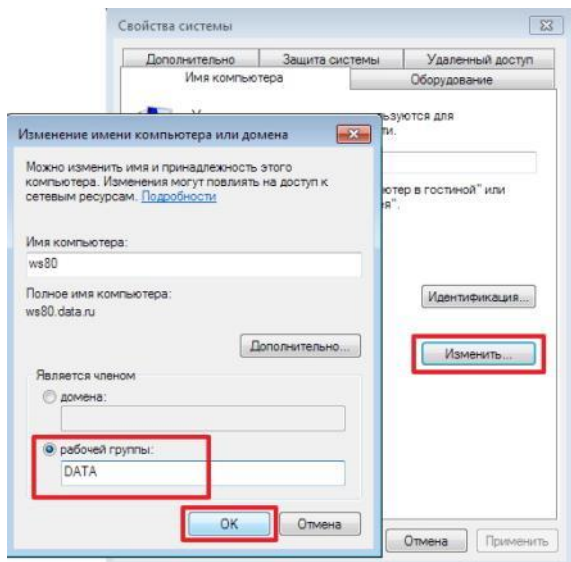 Свойства системы
Дополнительно
Защита системы
Удаленный доступ
Имя компьютера
Оборудование
для
Изменение имени компьютера или домена
Можно изменить имя и принадлежность этого
компьютера. Изменения могут повлиять на доступ к
сетевым ресурсам. Подробности
в гостиной" или
Имя компьютера:
ws80
Полное имя компьютера:
ws80.data.ru
Дополнительно...
Является членом
домена:
рабочей группы:
DATA
OK
Отмена
Идентификация...
Изменить...
Отмена
Применить